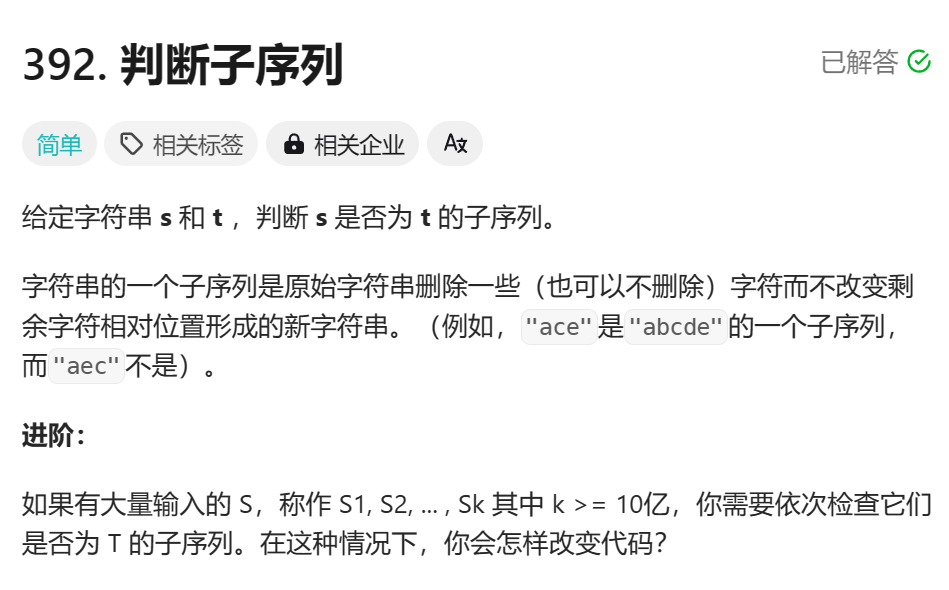 392. 判断子序列
已解答
简单
相关标签
相关企业
给定字符串 s 和 t ，判断 s 是否为 t 的子序列。
字符串的一个子序列是原始字符串删除一些（也可以不删除）字符而不改变剩
余字符相对位置形成的新字符串。（例如，"ace"是"abcde"的一个子序列，
而"aec"不是）。
进阶：
如果有大量输入的 S，称作 S1, S2, ... , Sk 其中 k >= 10亿，你需要依次检查它们
是否为 T 的子序列。在这种情况下，你会怎样改变代码？